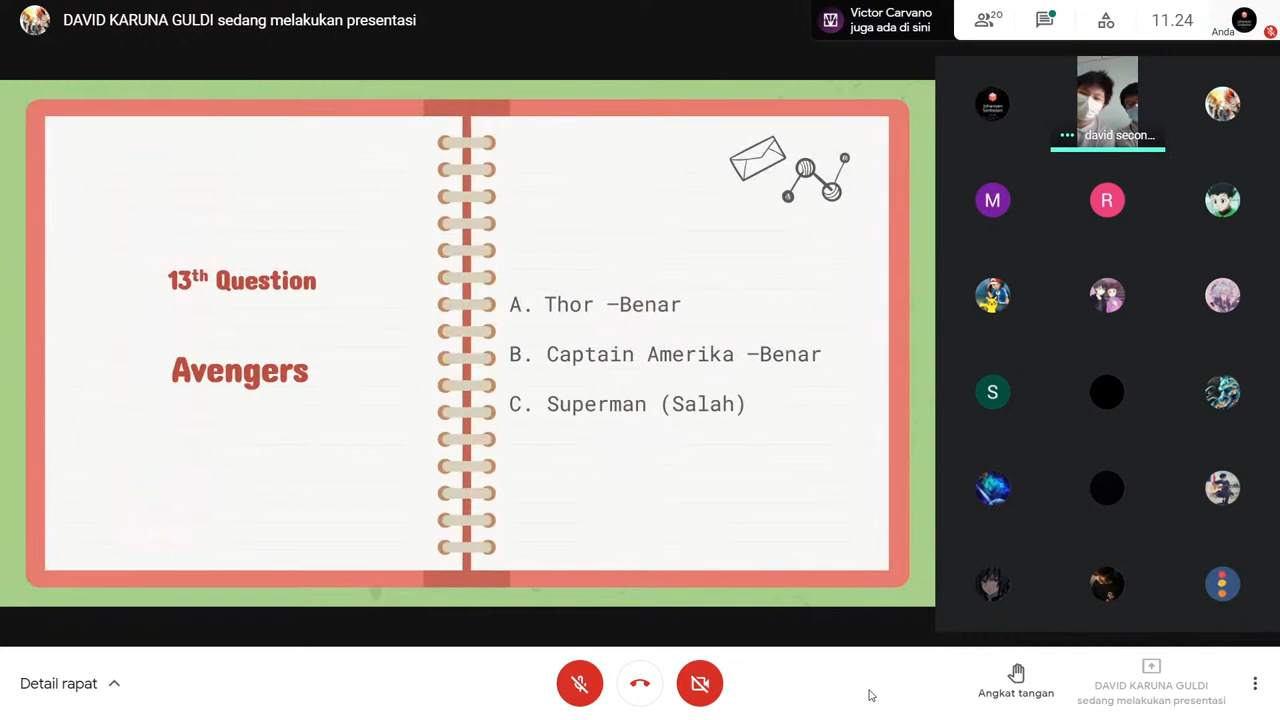 DAVID KARUNA GULDI sedang melakukan presentasi
Victor Carvano
juga ada di sini
20
11.24
Anda
david secon...
M
R
S
13th Question
Avengers
A. Thor –Benar
B. Captain Amerika –Benar
C. Superman (Salah)
Detail rapat
Angkat tangan
DAVID KARUNA GULDI
sedang melakukan presentasi